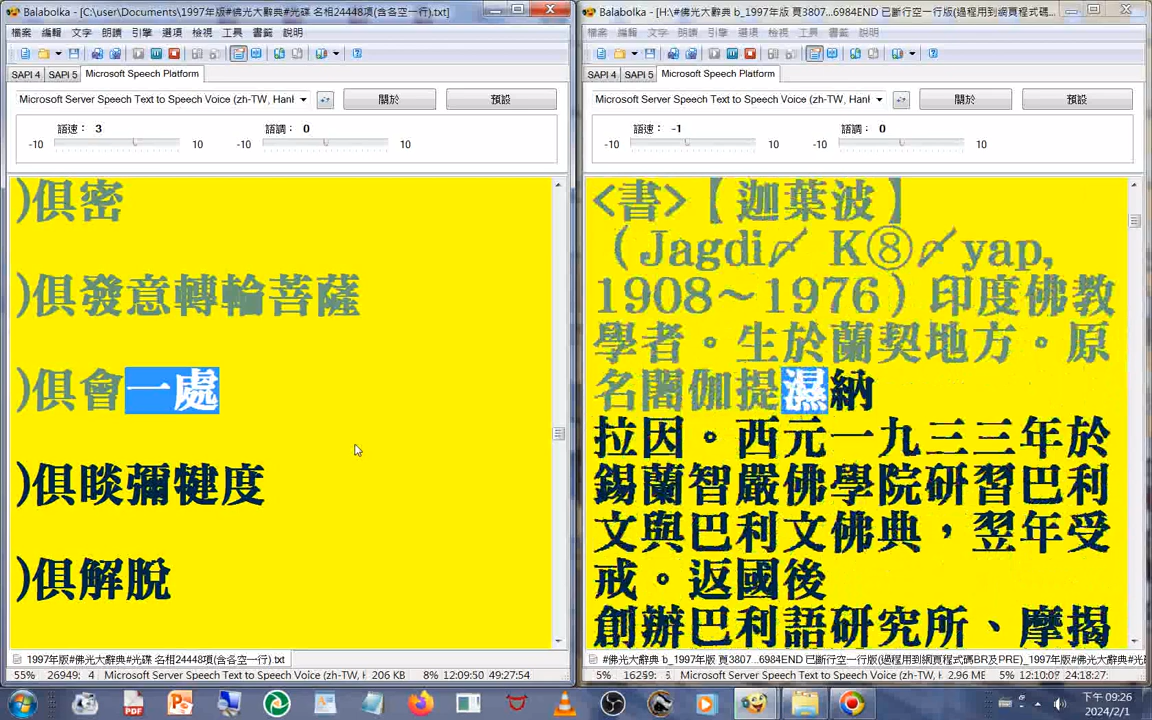 Balabolka - [C:\user\Documents\1997年版#佛光大辭典#光碟 名相24448項(含各空一行).txt]
檔案 編輯 文字 朗讀 引擎 選項 檢視 工具 書籤 說明
SAPI 4 SAPI 5 Microsoft Speech Platform
Microsoft Server Speech Text to Speech Voice (zh-TW, Hanl
關於
預設
語速： 3
語調： 0
-10 10 -10 10
)俱密
)俱發意轉輪菩薩
)俱會一處
)俱睒彌犍度
)俱解脫
1997年版#佛光大辭典#光碟 名相24448項(含各空一行).txt
55% 26949: 4 Microsoft Server Speech Text to Speech Voice (zh-TW, Ha 206 KB 8% 12:09:50 49:27:54
Balabolka - [H:\#佛光大辭典 b_1997年版 頁3807...6984END 已斷行空一行版(過程用到網頁程式碼...
檔案 編輯 文字 朗讀 引擎 選項 檢視 工具 書籤 說明
SAPI 4 SAPI 5 Microsoft Speech Platform
Microsoft Server Speech Text to Speech Voice (zh-TW, Hanl
關於
預設
語速： -1
語調： 0
-10 10 -10 10
<書>【迦葉波】
（Jagdi〆 K⑧〆yap,
1908～1976）印度佛教
學者。生於蘭契地方。原
名闍伽提濕納
拉因。西元一九三三年於
錫蘭智嚴佛學院研習巴利
文與巴利文佛典，翌年受
戒。返國後
創辦巴利語研究所、摩揭
#佛光大辭典 b_1997年版 頁3807...6984END 已斷行空一行版(過程用到網頁程式碼BR及PRE)_1997年版#光
5% 16259: Microsoft Server Speech Text to Speech Voice (zh-TW, Ha 2.96 MB 5% 12:10:0 24:18:27
下午 09:26
2024/2/1